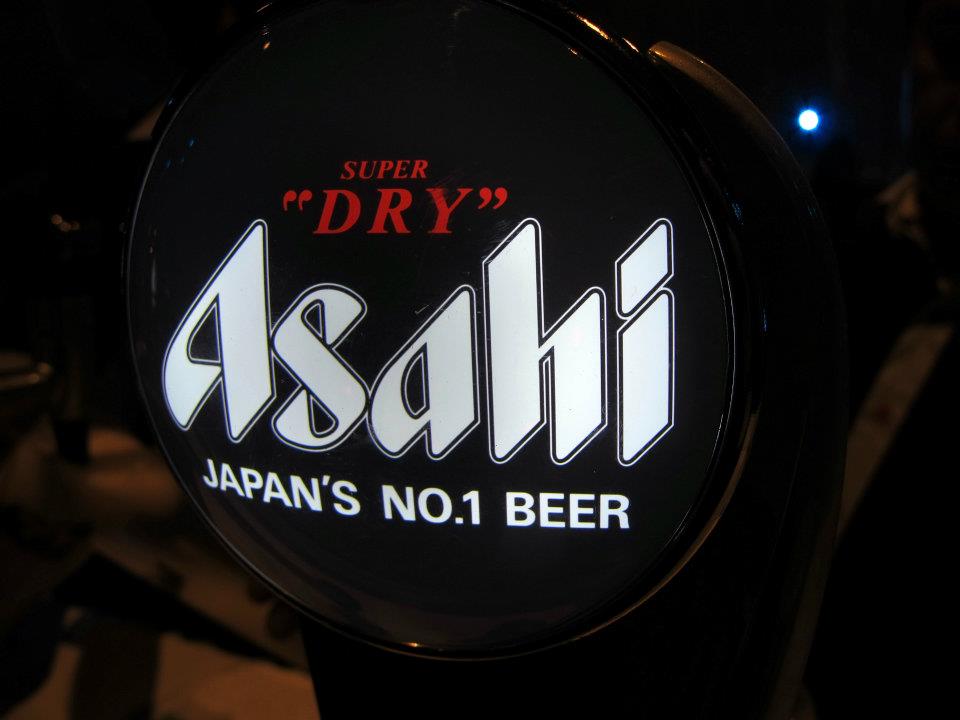 SUPER
"DRY"
Asahi
JAPAN'S NO.1 BEER